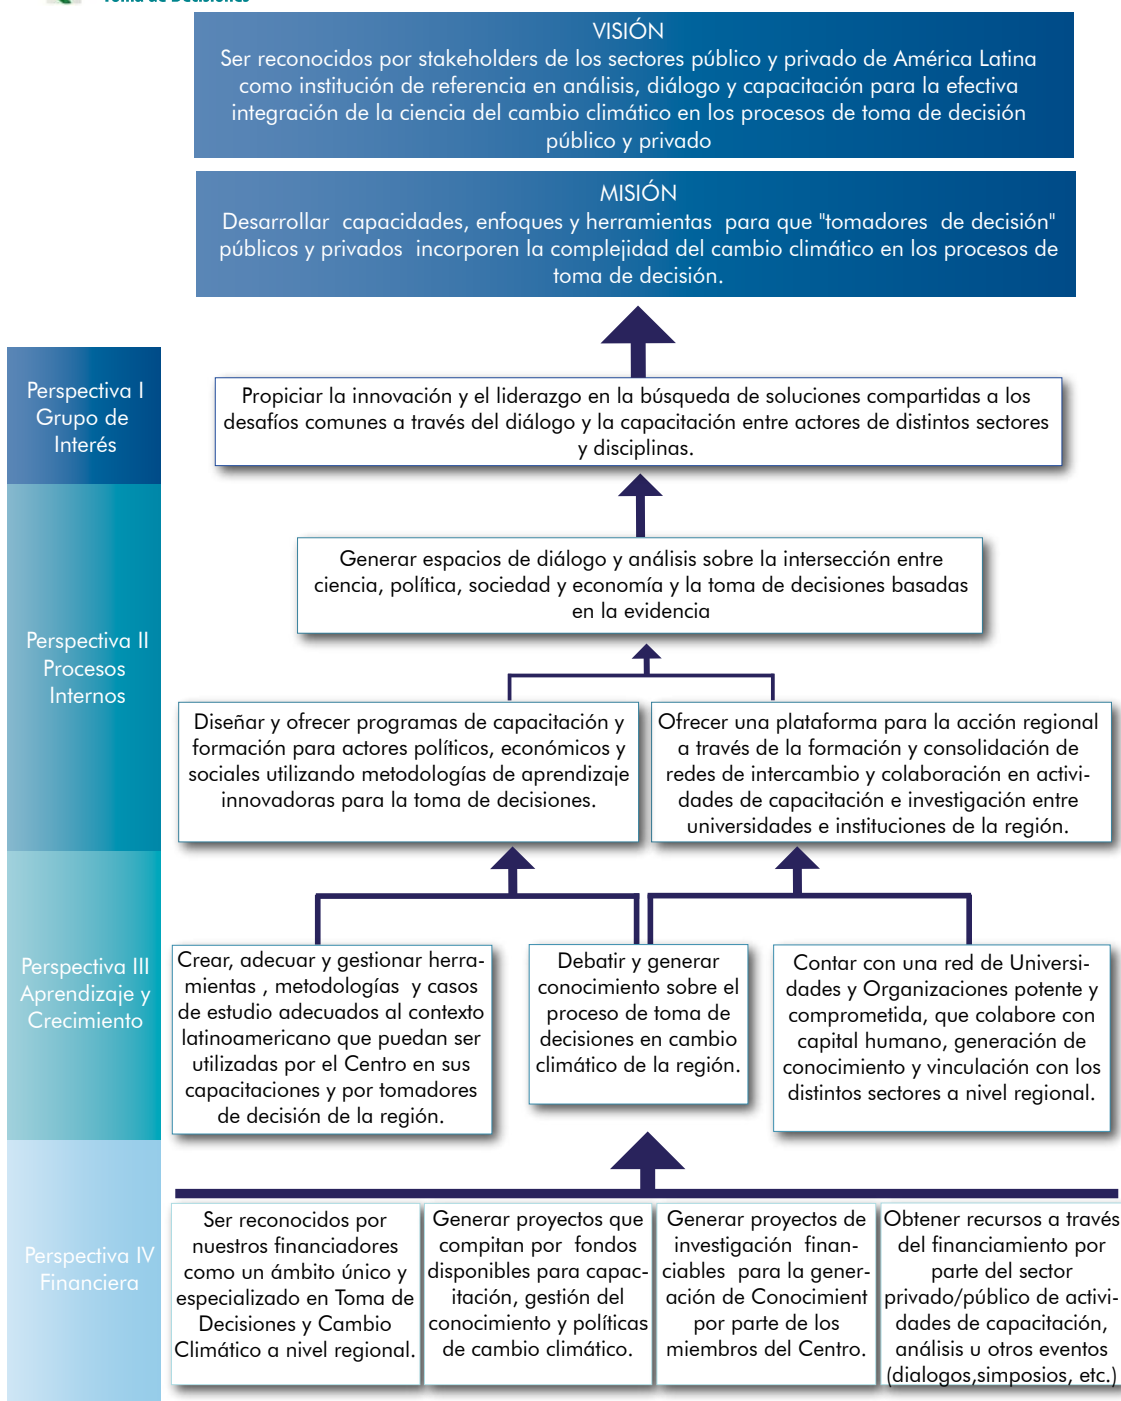 Toma de Decisiones
VISIÓN
Ser reconocidos por stakeholders de los sectores público y privado de América Latina
como institución de referencia en análisis, diálogo y capacitación para la efectiva
integración de la ciencia del cambio climático en los procesos de toma de decisión
público y privado
MISIÓN
Desarrollar capacidades, enfoques y herramientas para que "tomadores de decisión"
públicos y privados incorporen la complejidad del cambio climático en los procesos de
toma de decisión.
Perspectiva I
Grupo de
Interés
Propiciar la innovación y el liderazgo en la búsqueda de soluciones compartidas a los
desafíos comunes a través del diálogo y la capacitación entre actores de distintos sectores
y disciplinas.
Perspectiva II
Procesos
Internos
Generar espacios de diálogo y análisis sobre la intersección entre
ciencia, política, sociedad y economía y la toma de decisiones basadas
en la evidencia
Diseñar y ofrecer programas de capacitación y
formación para actores políticos, económicos y
sociales utilizando metodologías de aprendizaje
innovadoras para la toma de decisiones.
Ofrecer una plataforma para la acción regional
a través de la formación y consolidación de
redes de intercambio y colaboración en activi-
dades de capacitación e investigación entre
universidades e instituciones de la región.
Perspectiva III
Aprendizaje y
Crecimiento
Crear, adecuar y gestionar herra-
mientas , metodologías y casos
de estudio adecuados al contexto
latinoamericano que puedan ser
utilizadas por el Centro en sus
capacitaciones y por tomadores
de decisión de la región.
Debatir y generar
conocimiento sobre el
proceso de toma de
decisiones en cambio
climático de la región.
Contar con una red de Universi-
dades y Organizaciones potente y
comprometida, que colabore con
capital humano, generación de
conocimiento y vinculación con los
distintos sectores a nivel regional.
Perspectiva IV
Financiera
Ser reconocidos por
nuestros financiadores
como un ámbito único y
especializado en Toma de
Decisiones y Cambio
Climático a nivel regional.
Generar proyectos que
compitan por fondos
disponibles para capac-
itación, gestión del
conocimiento y políticas
de cambio climático.
Generar proyectos de
investigación finan-
ciables para la gener-
ación de Conocimient
por parte de los
miembros del Centro.
Obtener recursos a través
del financiamiento por
parte del sector
privado/público de activi-
dades de capacitación,
análisis u otros eventos
(dialogos,simposios, etc.)